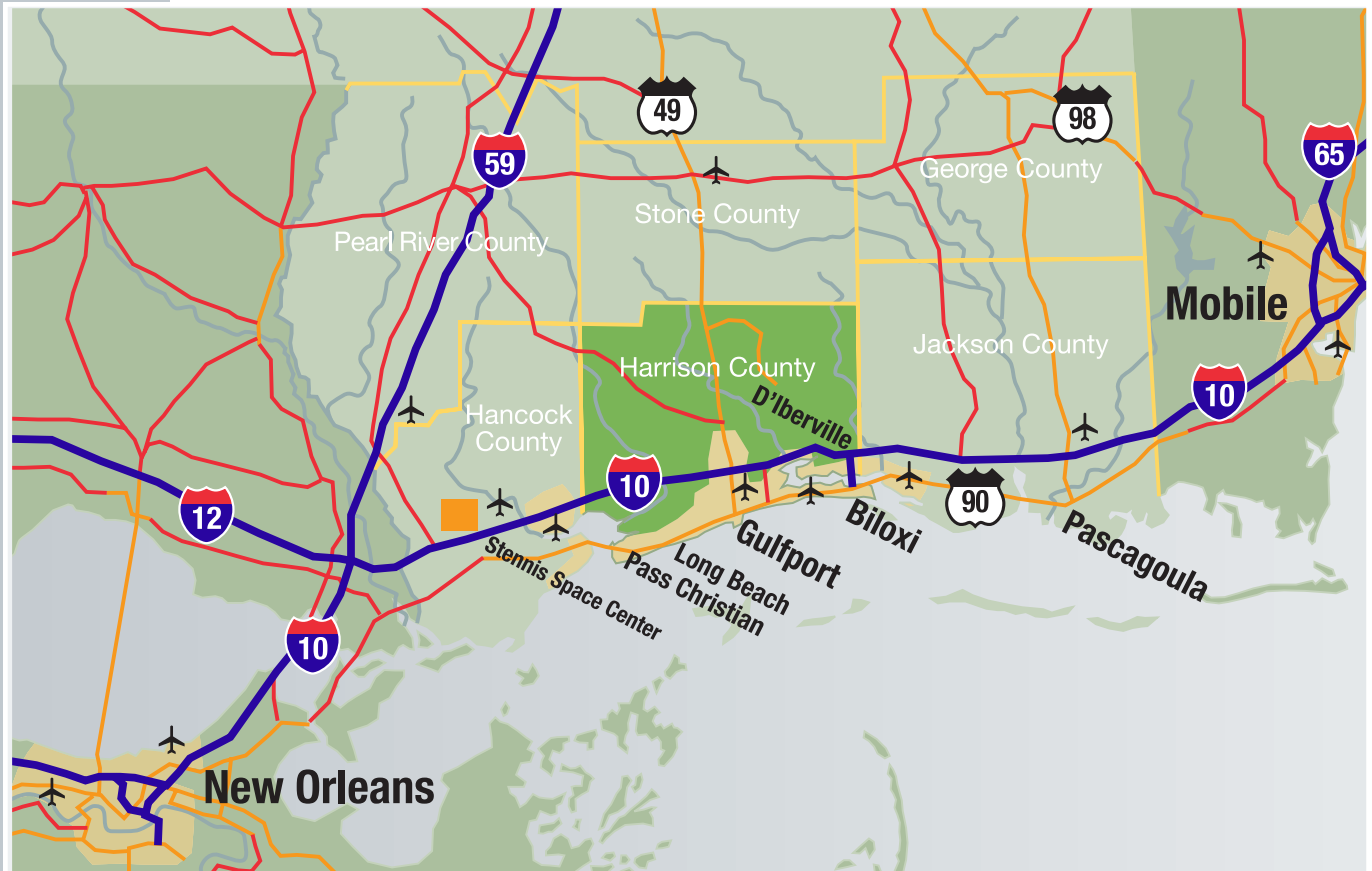 49
98
59
65
George County
Stone County
Pearl River County
Mobile
Jackson County
Harrison County
10
D'Iberville
Hancock
County
10
12
90
Biloxi
Pascagoula
Gulfport
Long Beach
Pass Christian
Stennis Space Center
10
New Orleans